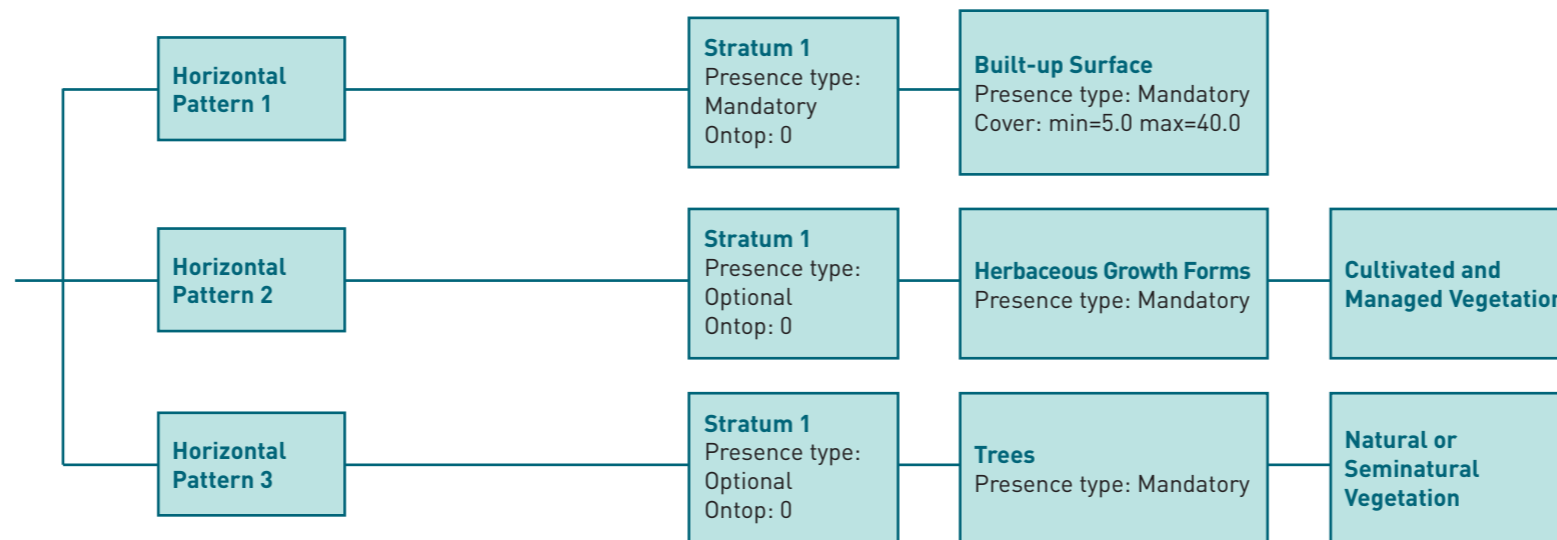 Horizontal
Pattern 1
Stratum 1
Presence type:
Mandatory
Ontop: 0
Built-up Surface
Presence type: Mandatory
Cover: min=5.0 max=40.0
Horizontal
Pattern 2
Stratum 1
Presence type:
Optional
Ontop: 0
Herbaceous Growth Forms
Presence type: Mandatory
Cultivated and
Managed Vegetation
Horizontal
Pattern 3
Stratum 1
Presence type:
Optional
Ontop: 0
Trees
Presence type: Mandatory
Natural or
Seminatural
Vegetation